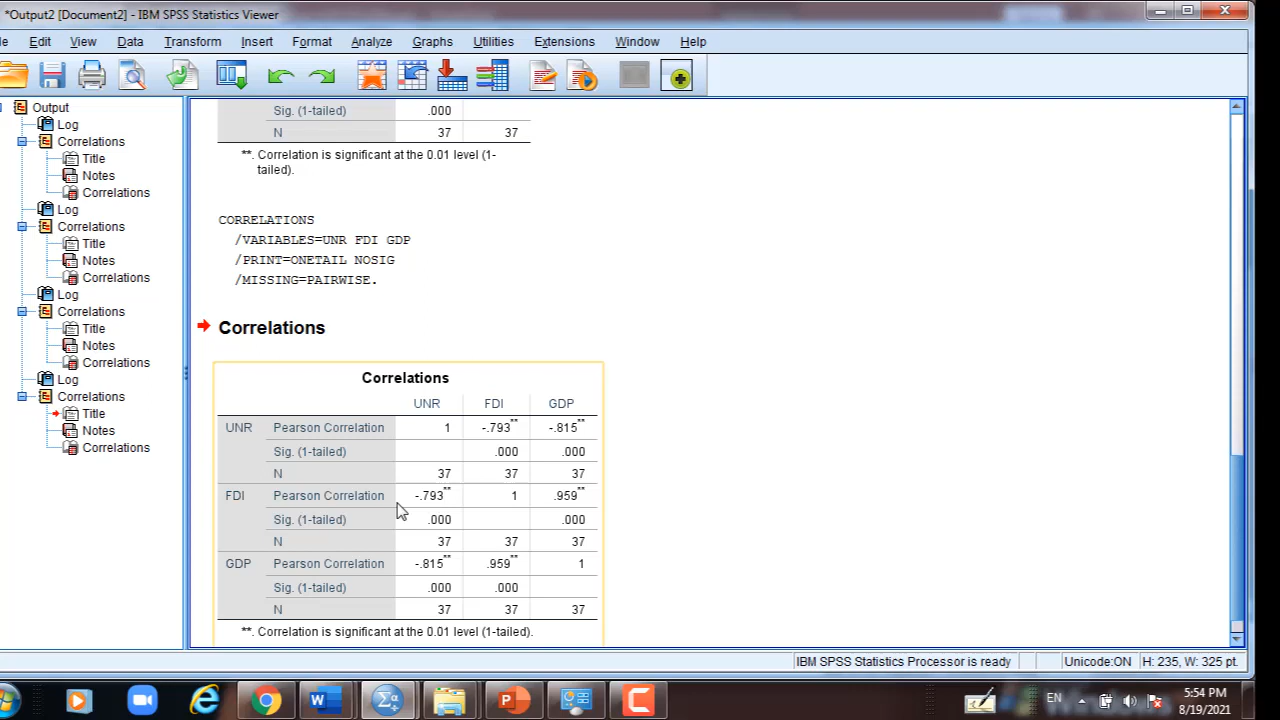 *Output2 [Document2] - IBM SPSS Statistics Viewer
le Edit View Data Transform Insert Format Analyze Graphs Utilities Extensions Window Help
Output
Log
Correlations
Title
Notes
Correlations
Log
Correlations
Title
Notes
Correlations
Log
Correlations
Title
Notes
Correlations
Log
Correlations
Title
Notes
Correlations
Sig. (1-tailed) .000
N 37 37
**. Correlation is significant at the 0.01 level (1-
tailed).
CORRELATIONS
/VARIABLES=UNR FDI GDP
/PRINT=ONETAIL NOSIG
/MISSING=PAIRWISE.
Correlations
Correlations
UNR FDI GDP
UNR Pearson Correlation 1 -.793** -.815**
Sig. (1-tailed) .000 .000
N 37 37 37
FDI Pearson Correlation -.793** 1 .959**
Sig. (1-tailed) .000 .000
N 37 37 37
GDP Pearson Correlation -.815** .959** 1
Sig. (1-tailed) .000 .000
N 37 37 37
**. Correlation is significant at the 0.01 level (1-tailed).
IBM SPSS Statistics Processor is ready Unicode:ON H: 235, W: 325 pt.
EN 5:54 PM
8/19/2021